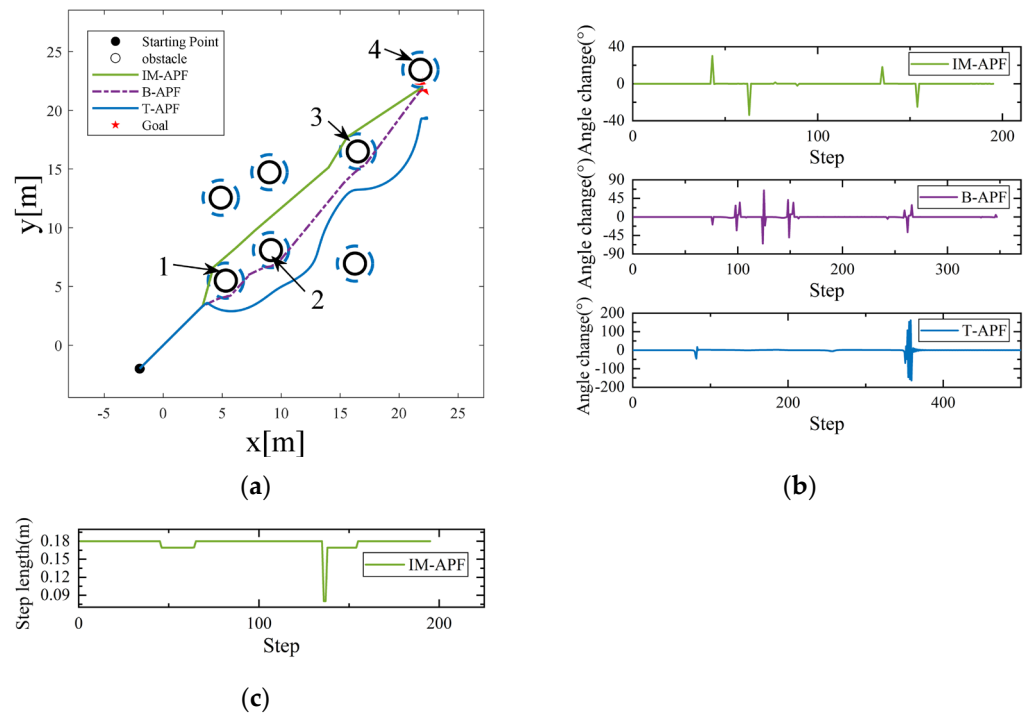 Starting Point
obstacle
IM-APF
B-APF
T-APF
Goal
4
3
1
2
25
20
15
10
5
0
-5 0 5 10 15 20 25
y[m]
x[m]
(a)
40
0
-40
Angle change(°)
IM-APF
0 100 200
Step
90
45
0
-45
-90
Angle change(°)
B-APF
0 100 200 300
Step
200
100
0
-100
-200
Angle change(°)
T-APF
0 200 400
Step
(b)
0.18
0.15
0.12
0.09
Step length(m)
IM-APF
0 100 200
Step
(c)